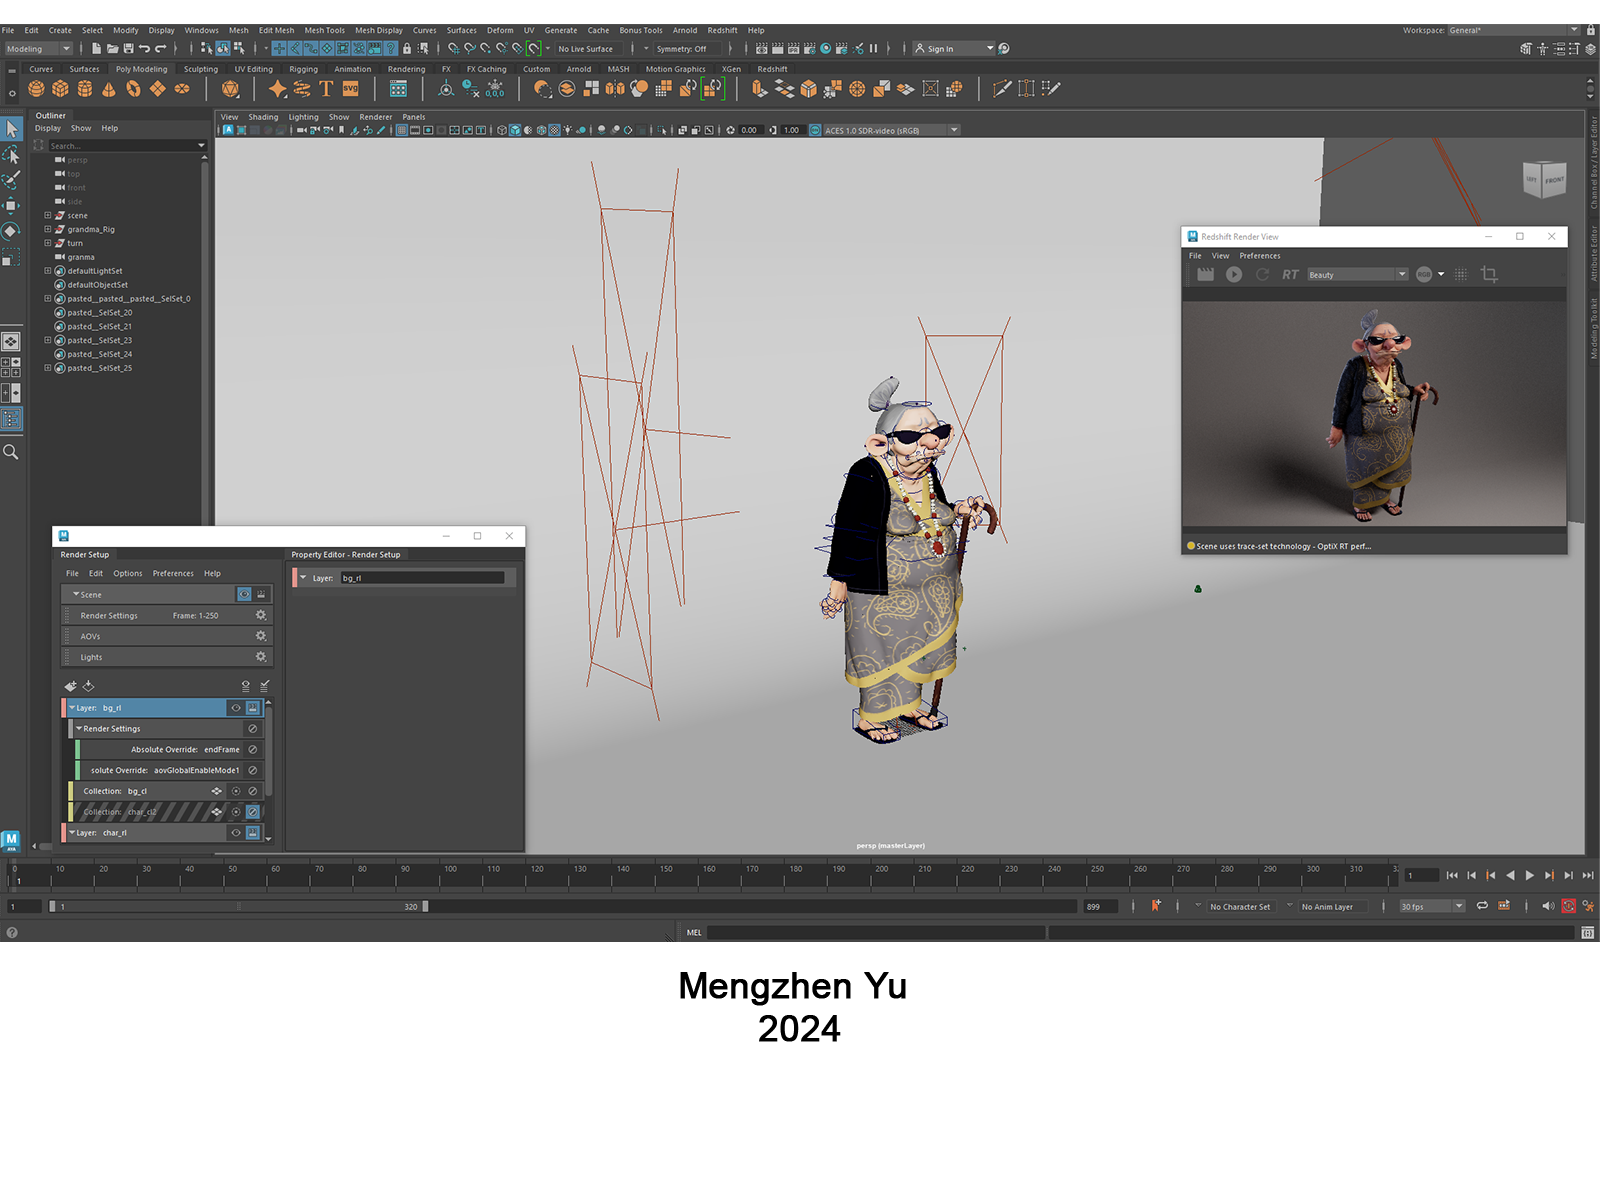 File Edit Create Select Modify Display Windows Mesh Edit Mesh Mesh Tools Mesh Display Curves Surfaces Deform UV Generate Cache Bonus Tools Arnold Redshift Help Workspace: General*
Modeling No Live Surface Symmetry: Off Sign In
Curves Surfaces Poly Modeling Sculpting UV Editing Rigging Animation Rendering FX FX Caching Custom Arnold MASH Motion Graphics XGen Redshift
Outliner
Display Show Help
Search...
persp
top
front
side
scene
grandma_Rig
turn
granma
defaultLightSet
defaultObjectSet
pasted__pasted__pasted__SelSet_0
pasted__SelSet_20
pasted__SelSet_21
pasted__SelSet_23
pasted__SelSet_24
pasted__SelSet_25
View Shading Lighting Show Renderer Panels
0.00 1.00 ACES 1.0 SDR-video (sRGB)
LEFT FRONT
Channel Box / Layer Editor
Attribute Editor
Modeling Toolkit
Redshift Render View
File View Preferences
RT Beauty RGB
Scene uses trace-set technology - OptiX RT perf...
Render Setup
File Edit Options Preferences Help
Scene
Render Settings Frame: 1-250
AOVs
Lights
Layer: bg_rl
Render Settings
Absolute Override: endFrame
solute Override: aovGlobalEnableMode1
Collection: bg_cl
Collection: char_cl2
Layer: char_rl
Property Editor - Render Setup
Layer: bg_rl
persp (masterLayer)
0 10 20 30 40 50 60 70 80 90 100 110 120 130 140 150 160 170 180 190 200 210 220 230 240 250 260 270 280 290 300 310
1 1
1 1 320 899 No Character Set No Anim Layer 30 fps
MEL
Mengzhen Yu
2024